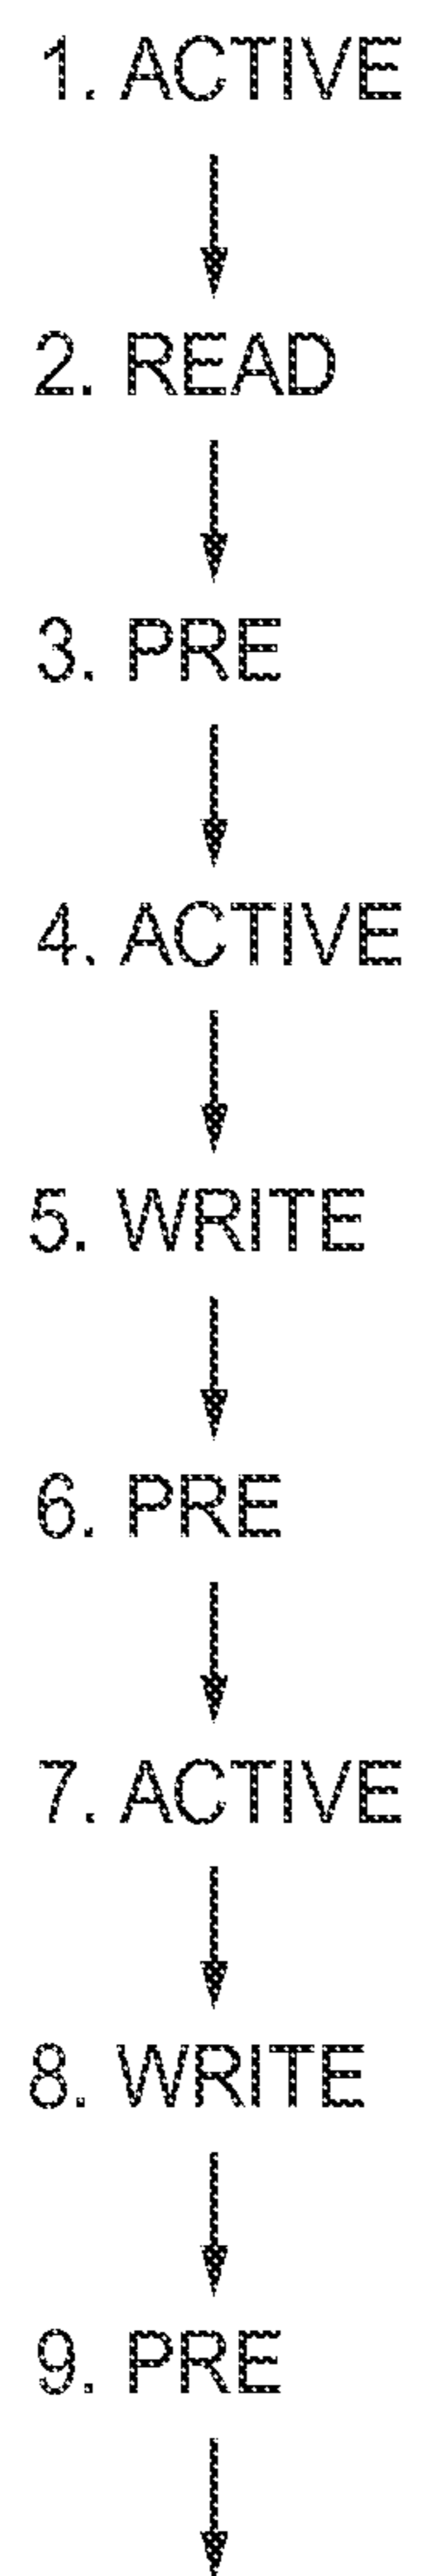 1. ACTIVE
2. READ
3. PRE
4. ACTIVE
5. WRITE
6. PRE
7. ACTIVE
8. WRITE
9. PRE